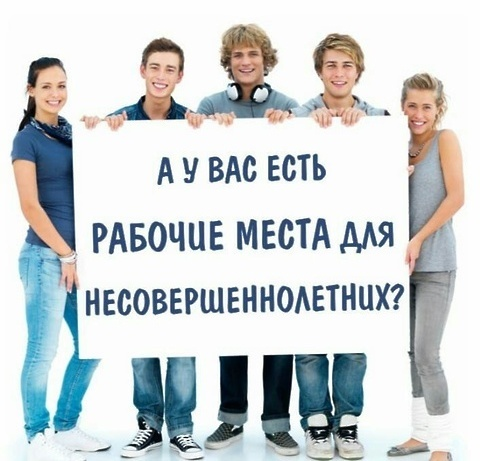 А У ВАС ЕСТЬ
РАБОЧИЕ МЕСТА ДЛЯ
НЕСОВЕРШЕННОЛЕТНИХ?